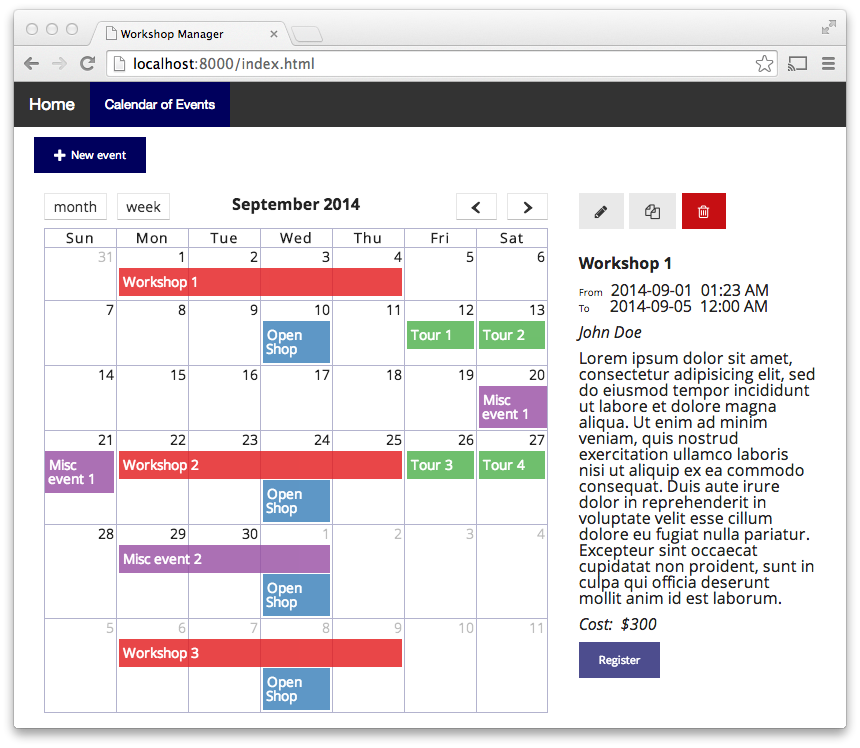 Workshop Manager
localhost:8000/index.html
Home Calendar of Events
New event
month week September 2014
Sun Mon Tue Wed Thu Fri Sat
31 1 2 3 4 5 6
Workshop 1
7 8 9 10 11 12 13
Open
Shop
Tour 1 Tour 2
14 15 16 17 18 19 20
Misc
event 1
21 22 23 24 25 26 27
Misc
event 1
Workshop 2 Tour 3 Tour 4
Open
Shop
28 29 30 1 2 3 4
Misc event 2
Open
Shop
5 6 7 8 9 10 11
Workshop 3
Open
Shop
Workshop 1
From 2014-09-01 01:23 AM
To 2014-09-05 12:00 AM
John Doe
Lorem ipsum dolor sit amet,
consectetur adipisicing elit, sed
do eiusmod tempor incididunt
ut labore et dolore magna
aliqua. Ut enim ad minim
veniam, quis nostrud
exercitation ullamco laboris
nisi ut aliquip ex ea commodo
consequat. Duis aute irure
dolor in reprehenderit in
voluptate velit esse cillum
dolore eu fugiat nulla pariatur.
Excepteur sint occaecat
cupidatat non proident, sunt in
culpa qui officia deserunt
mollit anim id est laborum.
Cost: $300
Register